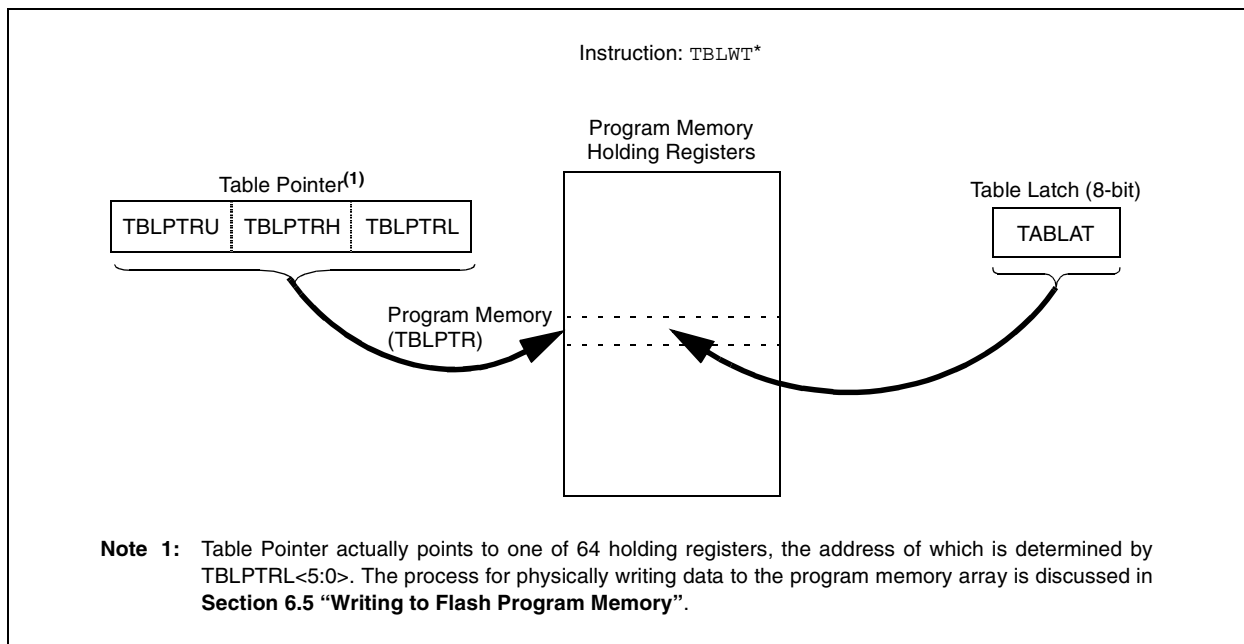 Instruction: TBLWT*
Program Memory
Holding Registers
Table Pointer(1)
Table Latch (8-bit)
TBLPTRU TBLPTRH TBLPTRL
TABLAT
Program Memory
(TBLPTR)
Note 1: Table Pointer actually points to one of 64 holding registers, the address of which is determined by
TBLPTRL<5:0>. The process for physically writing data to the program memory array is discussed in
Section 6.5 “Writing to Flash Program Memory”.